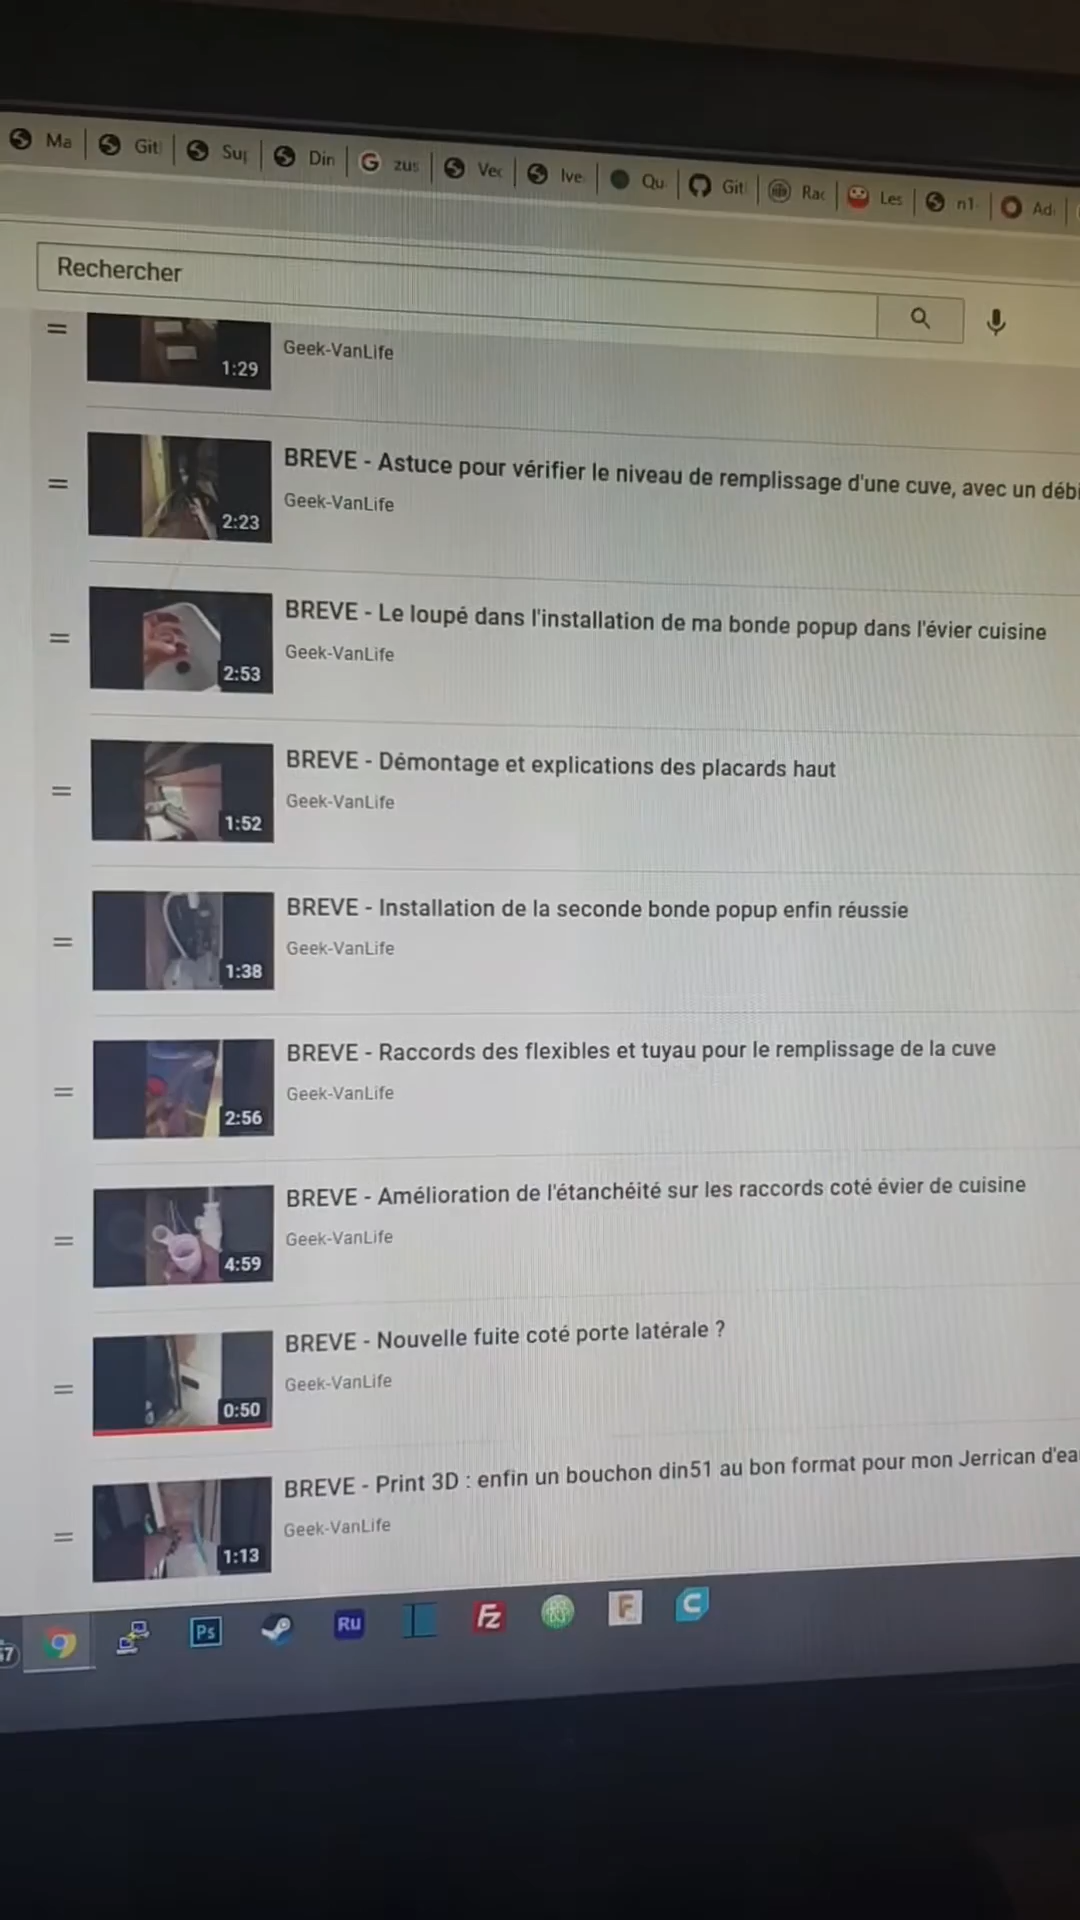 Ma
Git
Sup
Din
zus
Vec
Ive
Qu
Git
Rac
Les
n1
Ad
Rechercher
1:29
Geek-VanLife
BREVE - Astuce pour vérifier le niveau de remplissage d'une cuve, avec un débi
Geek-VanLife
2:23
BREVE - Le loupé dans l'installation de ma bonde popup dans l'évier cuisine
Geek-VanLife
2:53
BREVE - Démontage et explications des placards haut
Geek-VanLife
1:52
BREVE - Installation de la seconde bonde popup enfin réussie
Geek-VanLife
1:38
BREVE - Raccords des flexibles et tuyau pour le remplissage de la cuve
Geek-VanLife
2:56
BREVE - Amélioration de l'étanchéité sur les raccords coté évier de cuisine
Geek-VanLife
4:59
BREVE - Nouvelle fuite coté porte latérale ?
Geek-VanLife
0:50
BREVE - Print 3D : enfin un bouchon din51 au bon format pour mon Jerrican d'ea
Geek-VanLife
1:13
57
Ps
Ru
Fz
F
C